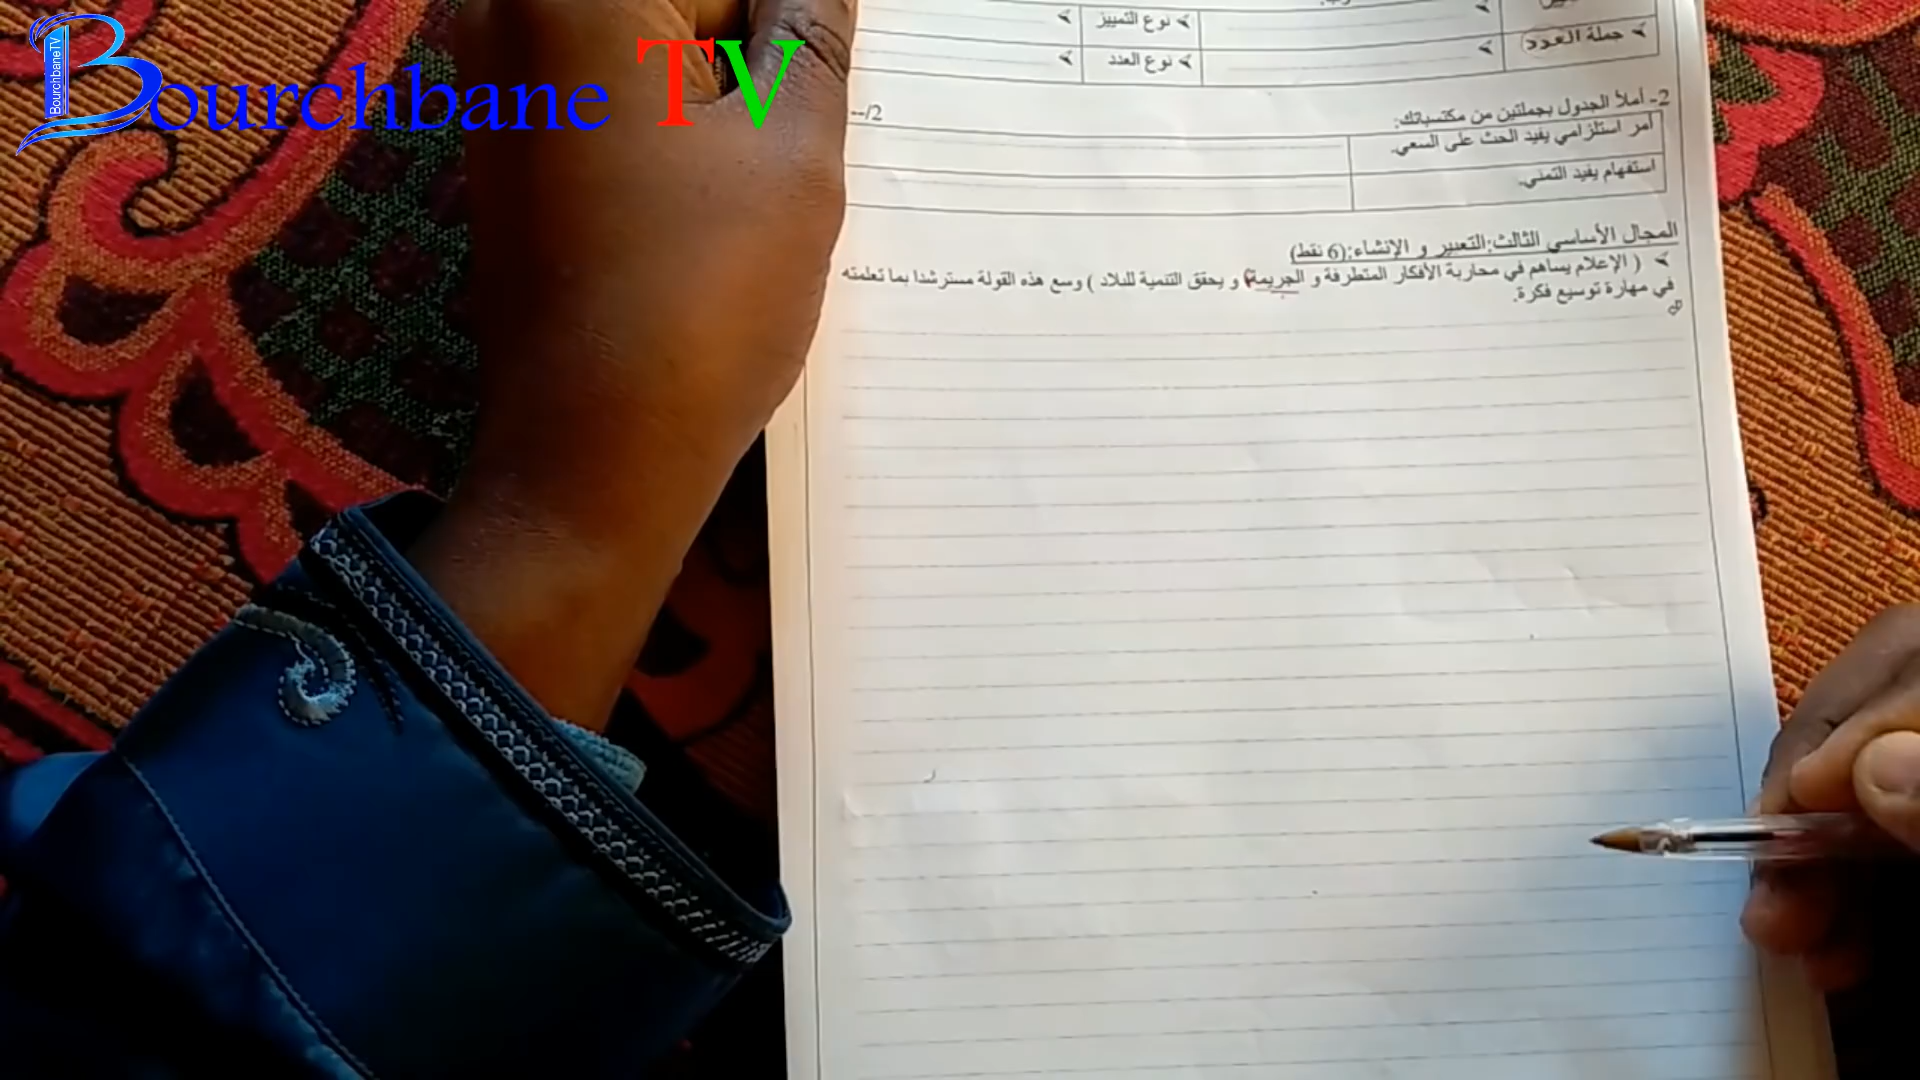 BourchbaneTV
Bourchbane TV
نوع التمييز
جملة العدد
نوع العدد
2- أملأ الجدول بجملتين من مكتسباتك:
--/2
أمر استلزامي يفيد الحث على السعي.
استفهام يفيد التمني.
المجال الأساسي الثالث:التعبير و الإنشاء:(6 نقط)
( الإعلام يساهم في محاربة الأفكار المتطرفة و الجريمة و يحقق التنمية للبلاد ) وسع هذه القولة مسترشدا بما تعلمته
في مهارة توسيع فكرة.